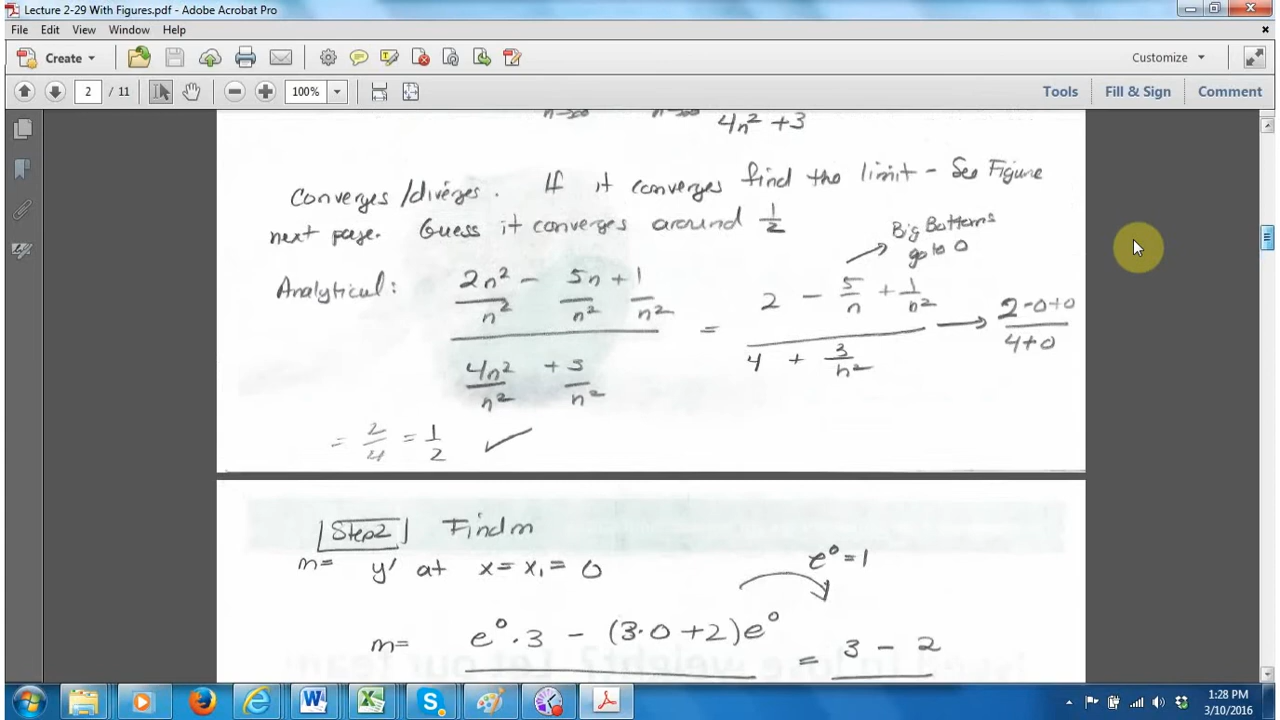 Lecture 2-29 With Figures.pdf - Adobe Acrobat Pro
File Edit View Window Help
Create
Customize
2 / 11
100%
Tools Fill & Sign Comment
n→∞ n→∞ 4n² + 3
Converges/diverges. If it converges find the limit - See Figure
next page. Guess it converges around 1/2
Big Bottoms
go to 0
Analytical: (2n²/n² - 5n/n² + 1/n²) / (4n²/n² + 3/n²) = (2 - 5/n + 1/n²) / (4 + 3/n²) → (2-0+0)/(4+0)
= 2/4 = 1/2 ✓
Step2 Find m
m= y' at x = x₁ = 0
e⁰ = 1
m= e⁰·3 - (3·0+2)e⁰ = 3 - 2
1:28 PM
3/10/2016